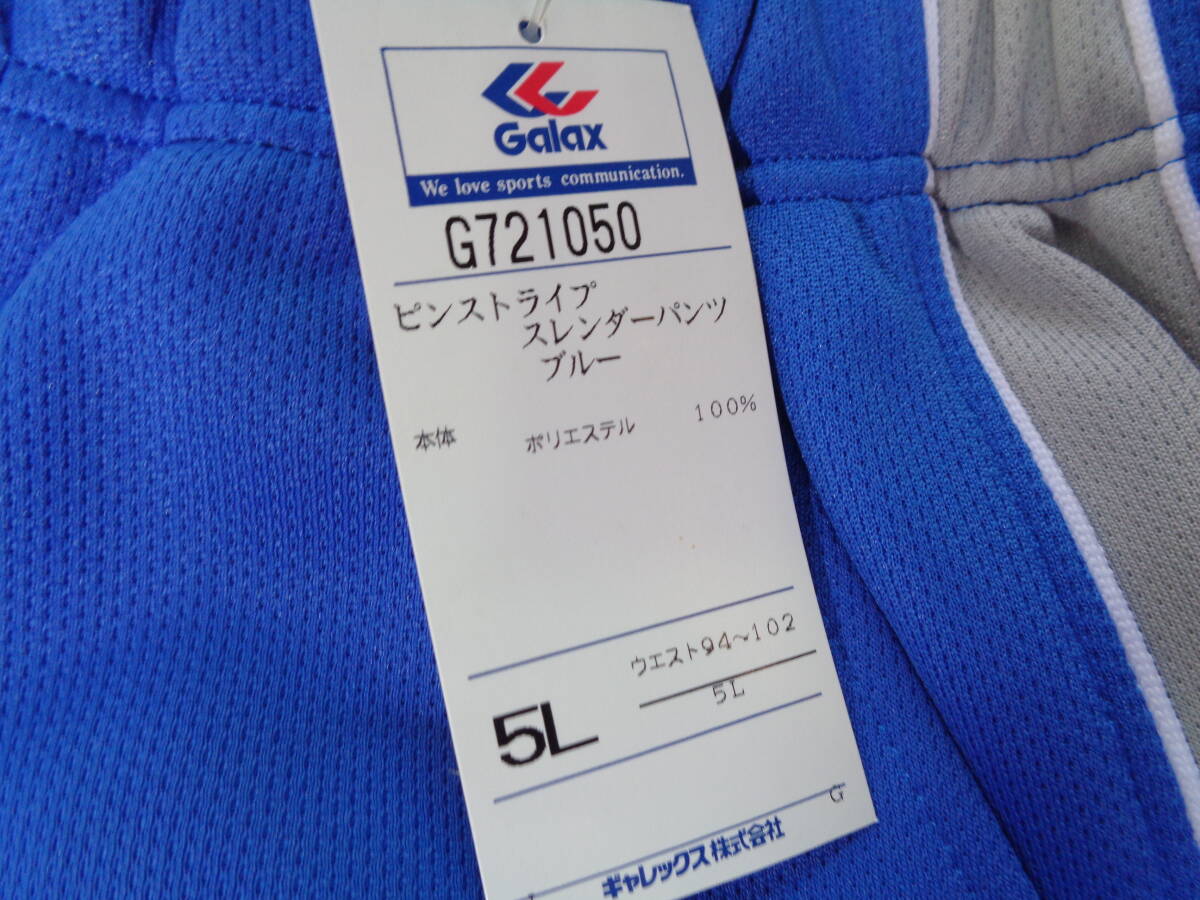 Galax
We love sports communication.
G721050
ピンストライプ
スレンダーパンツ
ブルー
本体 ポリエステル 100%
ウエスト94～102
5L
5L
G
ギャレックス株式会社